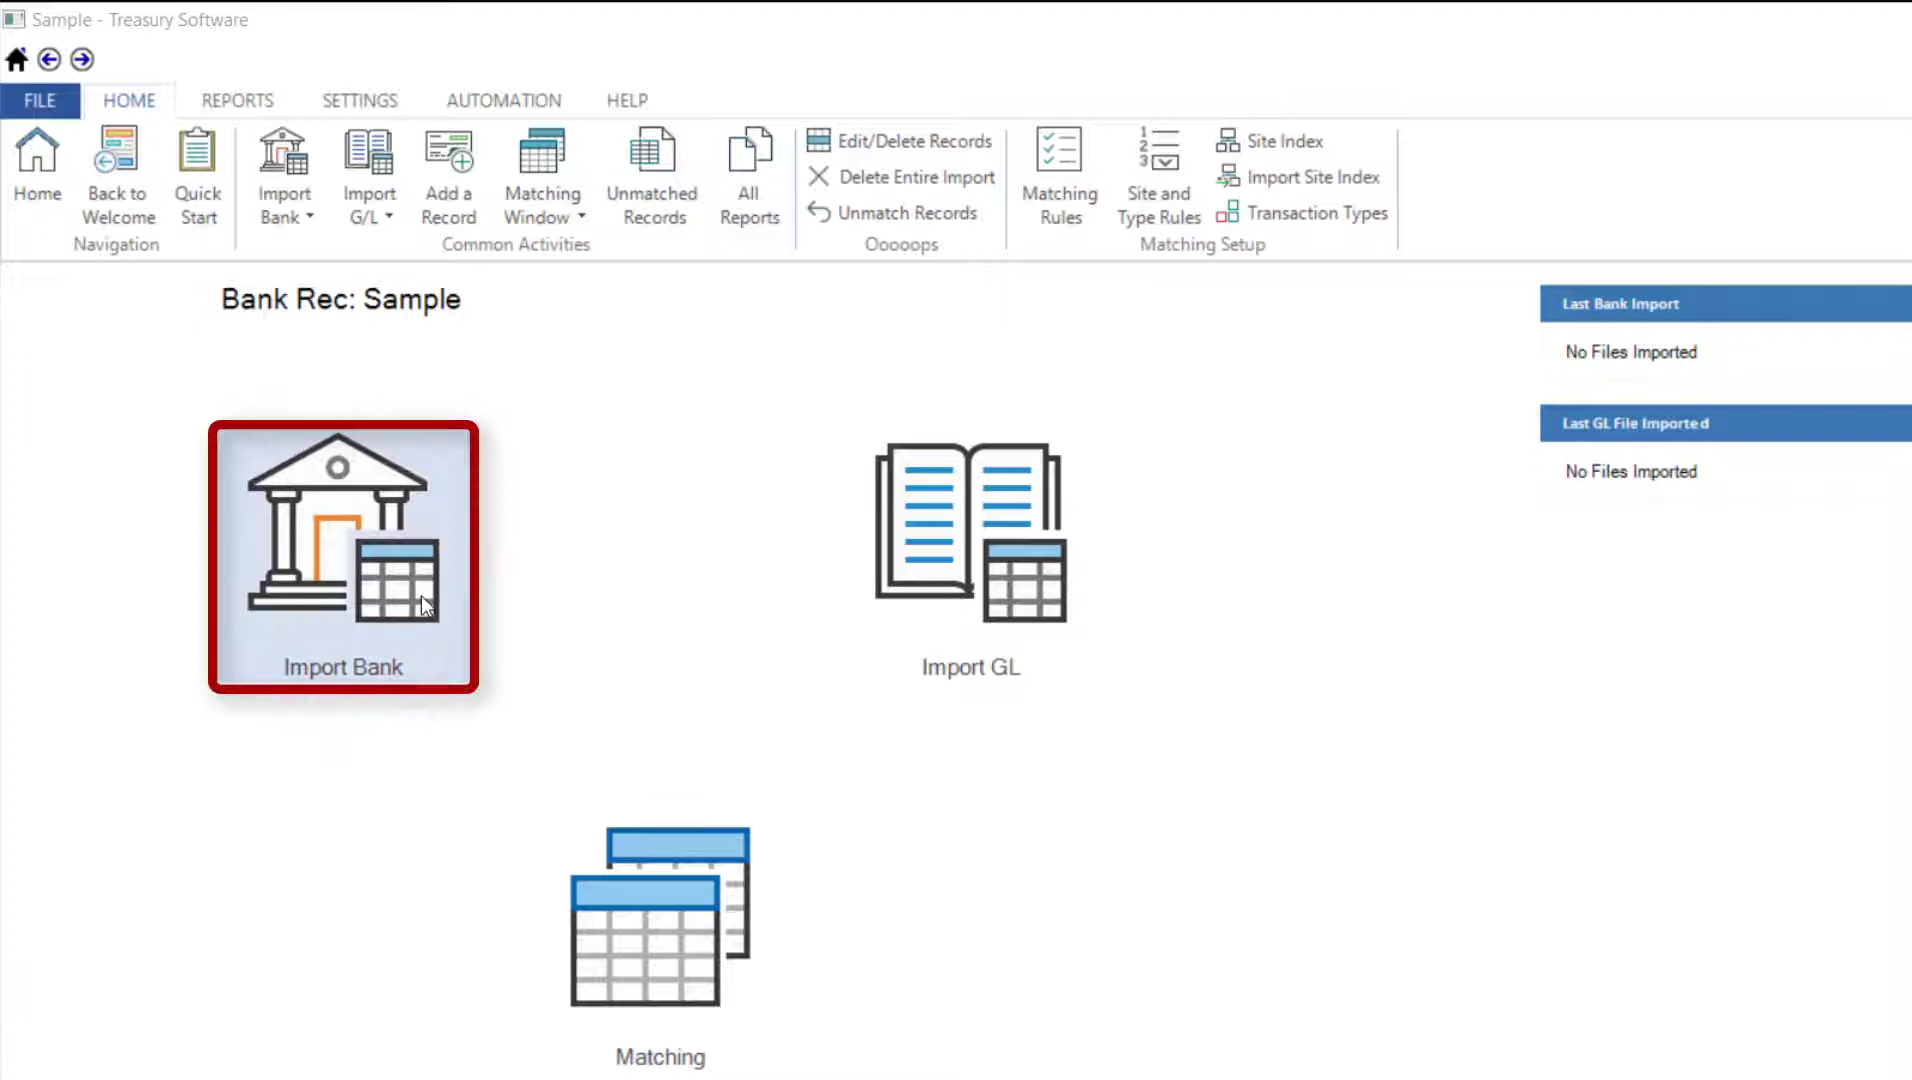 Sample - Treasury Software
FILE HOME REPORTS SETTINGS AUTOMATION HELP
Home
Back to
Welcome
Quick
Start
Navigation
Import
Bank
Import
G/L
Add a
Record
Matching
Window
Unmatched
Records
All
Reports
Common Activities
Edit/Delete Records
Delete Entire Import
Unmatch Records
Ooooops
Matching
Rules
1
2
3
Site and
Type Rules
Site Index
Import Site Index
Transaction Types
Matching Setup
Bank Rec: Sample
Last Bank Import
No Files Imported
Last GL File Imported
No Files Imported
Import Bank
Import GL
Matching